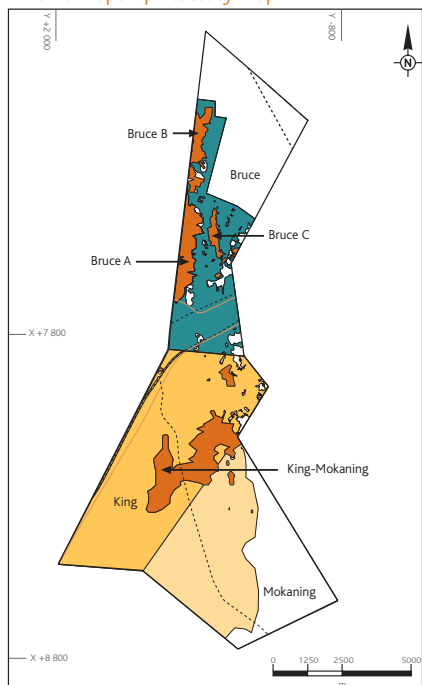 Y +2 000
Y -800
N
Bruce B
Bruce
Bruce C
Bruce A
X +7 800
King-Mokaning
King
Mokaning
X +8 800
0 1250 2500 5000